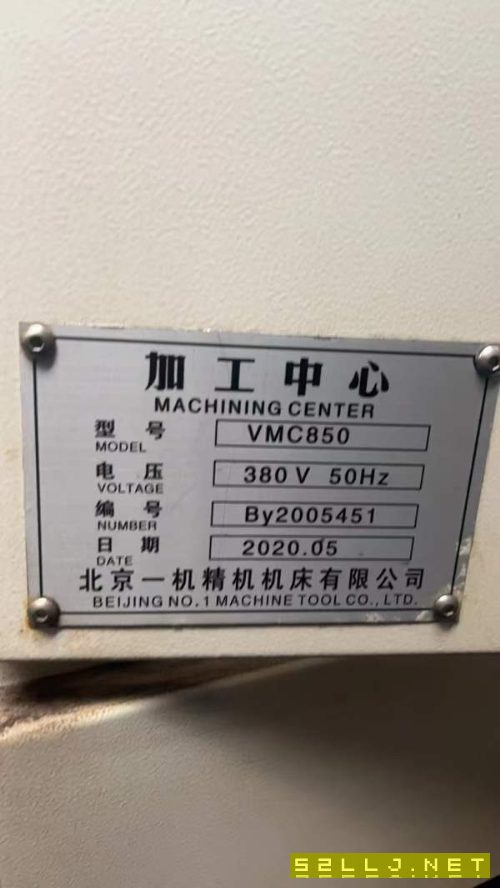 加工中心
MACHINING CENTER
型号 VMC850
MODEL
电压 380V 50Hz
VOLTAGE
编号 By2005451
NUMBER
日期 2020.05
DATE
北京一机精机机床有限公司
BEIJING NO.1 MACHINE TOOL CO., LTD.
52LLJ.NET